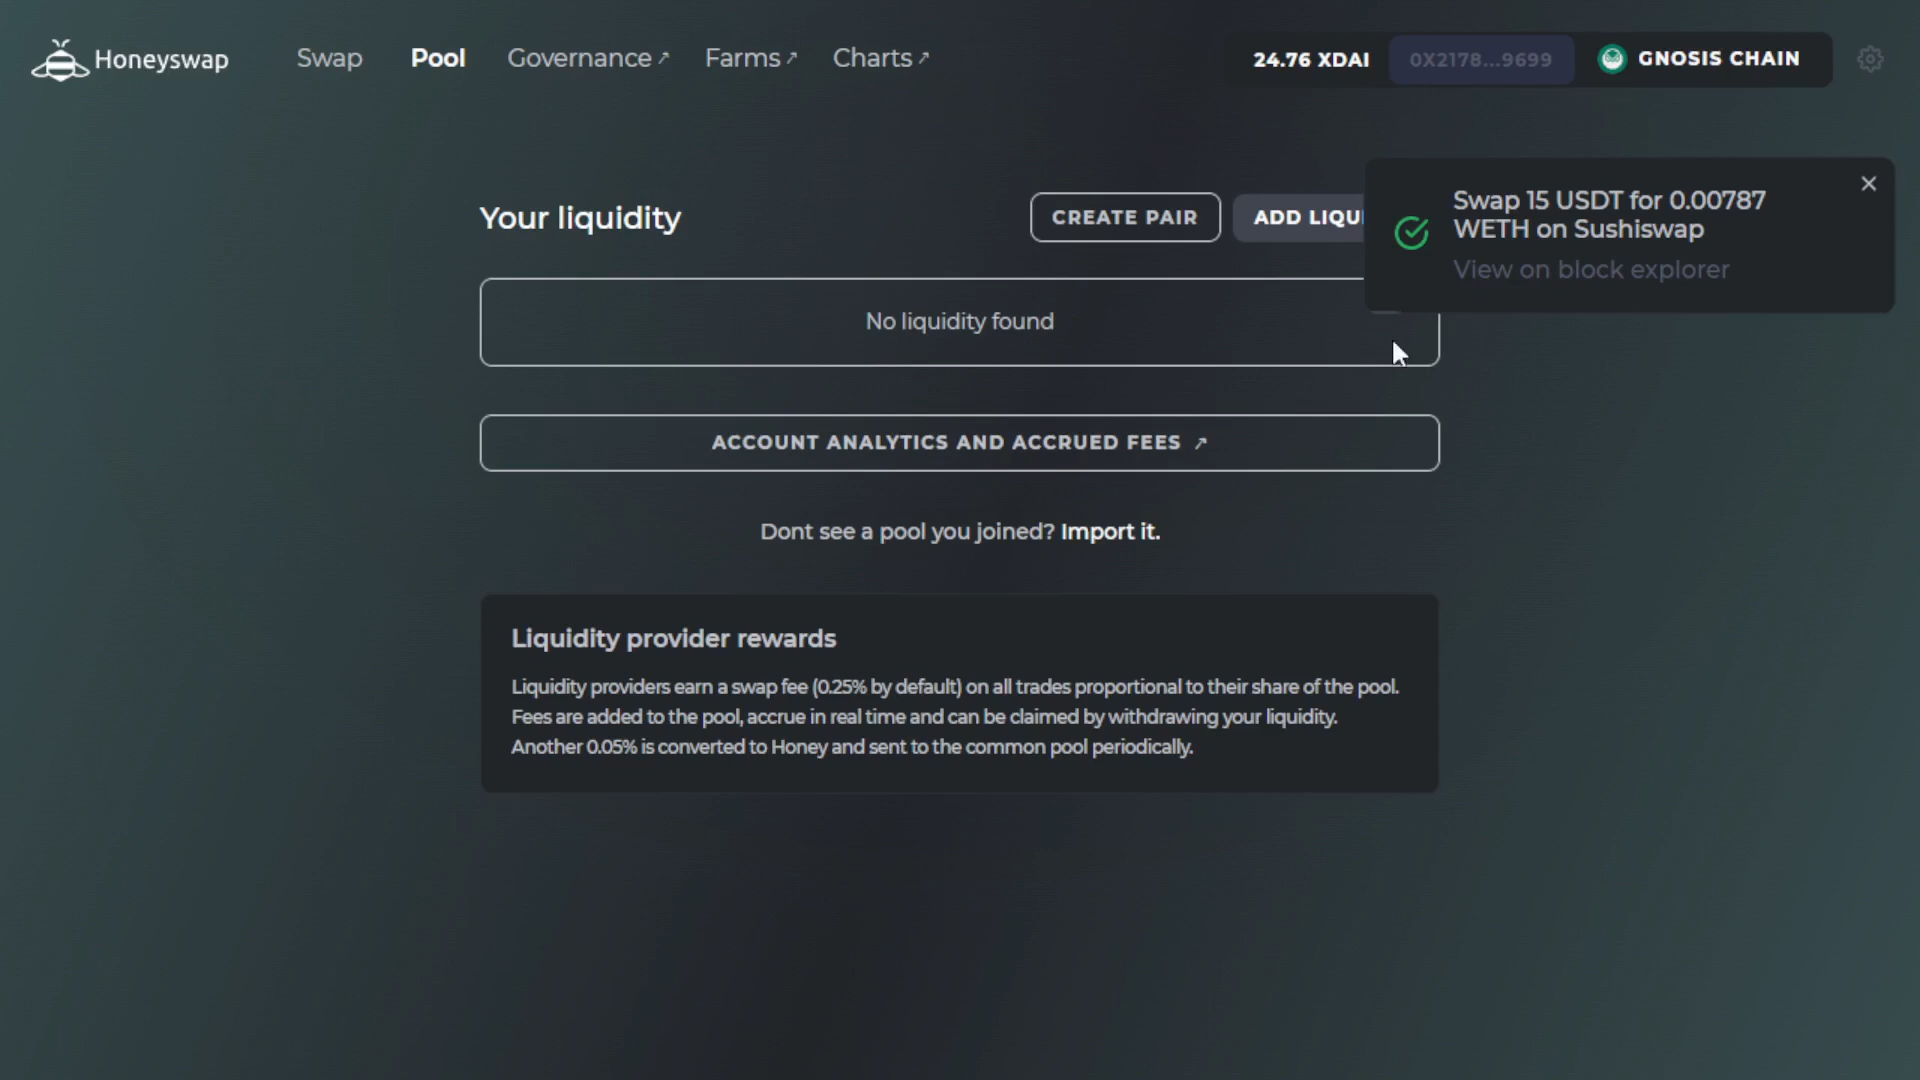 Honeyswap
Swap
Pool
Governance ↗
Farms ↗
Charts ↗
24.76 XDAI
0X2178...9699
GNOSIS CHAIN
Your liquidity
CREATE PAIR
ADD LIQU
Swap 15 USDT for 0.00787
WETH on Sushiswap
View on block explorer
No liquidity found
ACCOUNT ANALYTICS AND ACCRUED FEES ↗
Dont see a pool you joined? Import it.
Liquidity provider rewards
Liquidity providers earn a swap fee (0.25% by default) on all trades proportional to their share of the pool.
Fees are added to the pool, accrue in real time and can be claimed by withdrawing your liquidity.
Another 0.05% is converted to Honey and sent to the common pool periodically.